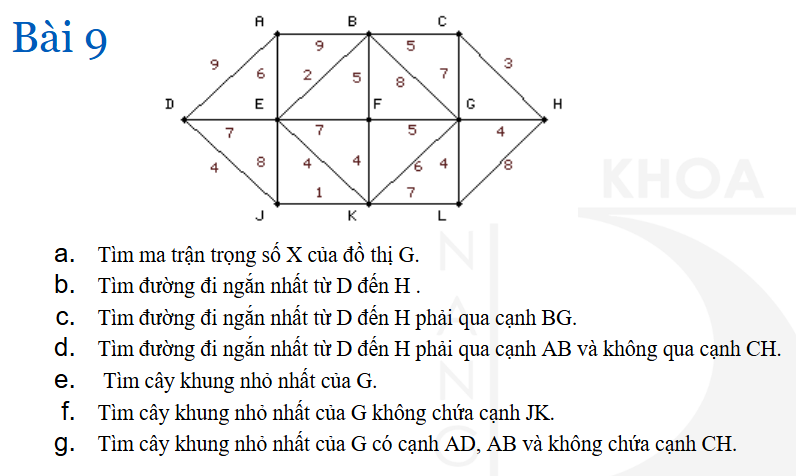 Bài 9
A B C
9 5
9 6 2 5 8 7 3
D E F G H
7 7 5 4
4 8 4 4 6 4 8
1 7
J K L
KHOA
NANO
a. Tìm ma trận trọng số X của đồ thị G.
b. Tìm đường đi ngắn nhất từ D đến H .
c. Tìm đường đi ngắn nhất từ D đến H phải qua cạnh BG.
d. Tìm đường đi ngắn nhất từ D đến H phải qua cạnh AB và không qua cạnh CH.
e. Tìm cây khung nhỏ nhất của G.
f. Tìm cây khung nhỏ nhất của G không chứa cạnh JK.
g. Tìm cây khung nhỏ nhất của G có cạnh AD, AB và không chứa cạnh CH.